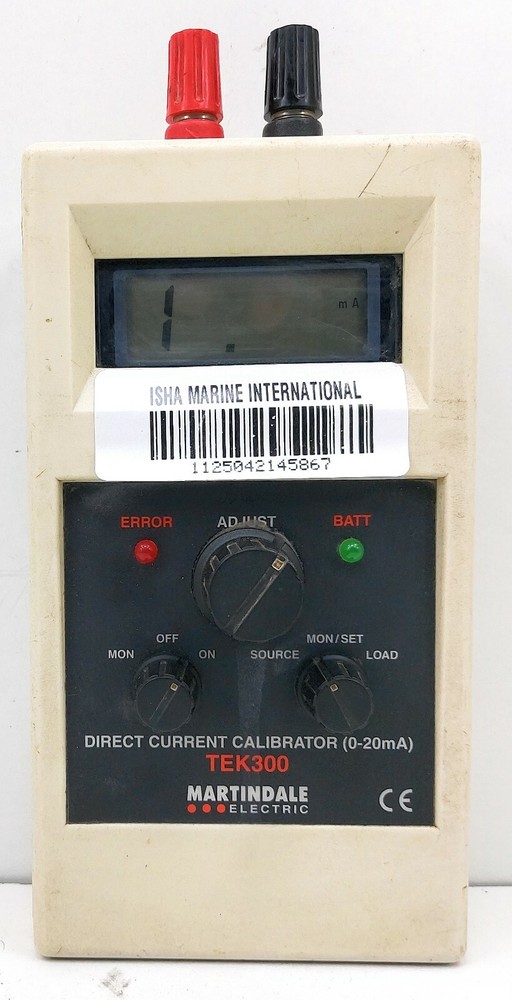 1 .
mA
ISHA MARINE INTERNATIONAL
1125042145867
ERROR ADJUST BATT
OFF MON/SET
MON ON SOURCE LOAD
DIRECT CURRENT CALIBRATOR (0-20mA)
TEK300
MARTINDALE
ELECTRIC
CE